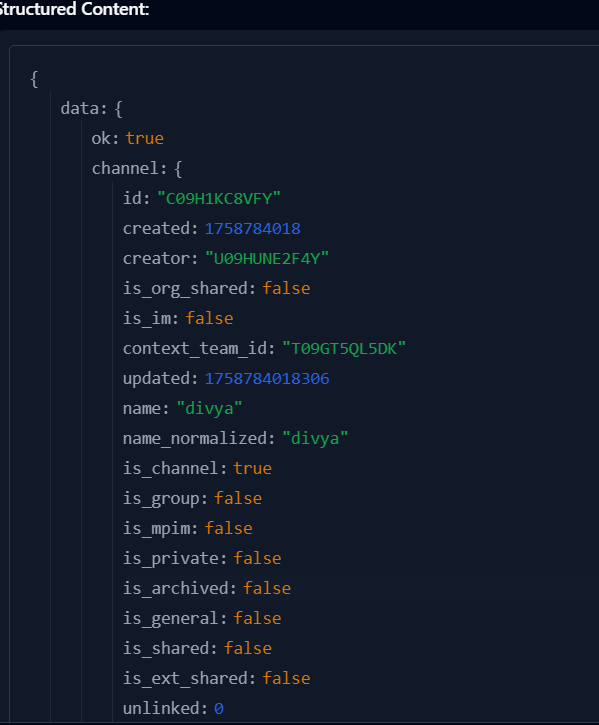 Structured Content:
{
data: {
ok: true
channel: {
id: "C09H1KC8VFY"
created: 1758784018
creator: "U09HUNE2F4Y"
is_org_shared: false
is_im: false
context_team_id: "T09GT5QL5DK"
updated: 1758784018306
name: "divya"
name_normalized: "divya"
is_channel: true
is_group: false
is_mpim: false
is_private: false
is_archived: false
is_general: false
is_shared: false
is_ext_shared: false
unlinked: 0